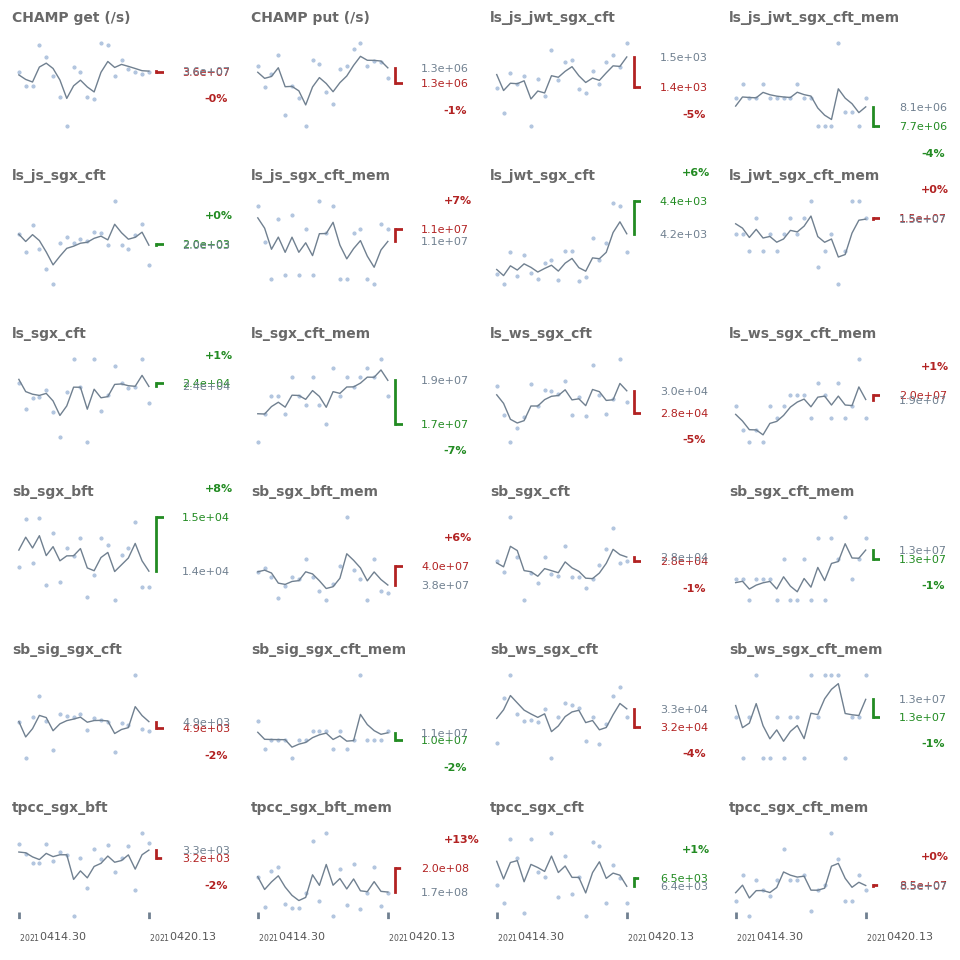 CHAMP get (/s)
CHAMP put (/s)
ls_js_jwt_sgx_cft
ls_js_jwt_sgx_cft_mem
3.6e+07
-0%
1.3e+06
1.3e+06
-1%
1.5e+03
1.4e+03
-5%
8.1e+06
7.7e+06
-4%
ls_js_sgx_cft
ls_js_sgx_cft_mem
ls_jwt_sgx_cft
ls_jwt_sgx_cft_mem
+0%
2.0e+03
+7%
1.1e+07
1.1e+07
+6%
4.4e+03
4.2e+03
+0%
1.5e+07
ls_sgx_cft
ls_sgx_cft_mem
ls_ws_sgx_cft
ls_ws_sgx_cft_mem
+1%
2.4e+04
2.4e+04
1.9e+07
1.7e+07
-7%
3.0e+04
2.8e+04
-5%
+1%
2.0e+07
1.9e+07
sb_sgx_bft
sb_sgx_bft_mem
sb_sgx_cft
sb_sgx_cft_mem
+8%
1.5e+04
1.4e+04
+6%
4.0e+07
3.8e+07
2.8e+04
2.8e+04
-1%
1.3e+07
1.3e+07
-1%
sb_sig_sgx_cft
sb_sig_sgx_cft_mem
sb_ws_sgx_cft
sb_ws_sgx_cft_mem
4.9e+03
4.9e+03
-2%
1.1e+07
1.0e+07
-2%
3.3e+04
3.2e+04
-4%
1.3e+07
1.3e+07
-1%
tpcc_sgx_bft
tpcc_sgx_bft_mem
tpcc_sgx_cft
tpcc_sgx_cft_mem
3.3e+03
3.2e+03
-2%
+13%
2.0e+08
1.7e+08
+1%
6.5e+03
6.4e+03
+0%
8.5e+07
2021 0414.30
2021 0420.13
2021 0414.30
2021 0420.13
2021 0414.30
2021 0420.13
2021 0414.30
2021 0420.13